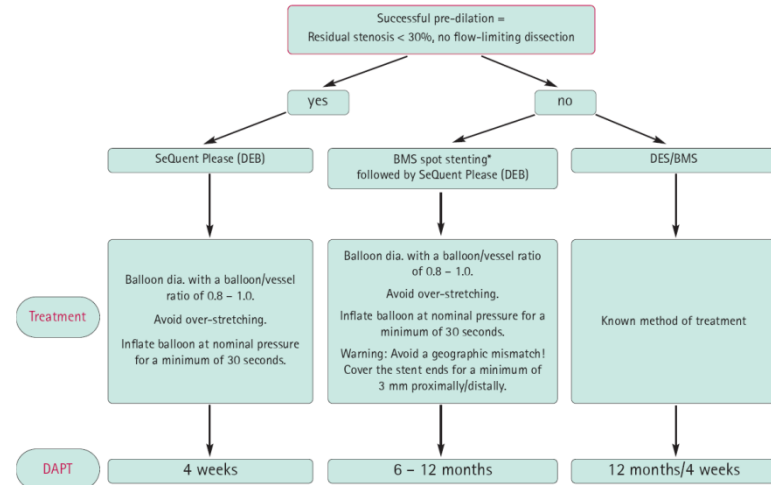 Successful pre-dilation =
Residual stenosis < 30%, no flow-limiting dissection
yes
no
SeQuent Please (DEB)
BMS spot stenting*
followed by SeQuent Please (DEB)
DES/BMS
Treatment
Balloon dia. with a balloon/vessel
ratio of 0.8 – 1.0.
Avoid over-stretching.
Inflate balloon at nominal pressure
for a minimum of 30 seconds.
Balloon dia. with a balloon/vessel ratio
of 0.8 – 1.0.
Avoid over-stretching.
Inflate balloon at nominal pressure for a
minimum of 30 seconds.
Warning: Avoid a geographic mismatch!
Cover the stent ends for a minimum of
3 mm proximally/distally.
Known method of treatment
DAPT
4 weeks
6 – 12 months
12 months/4 weeks